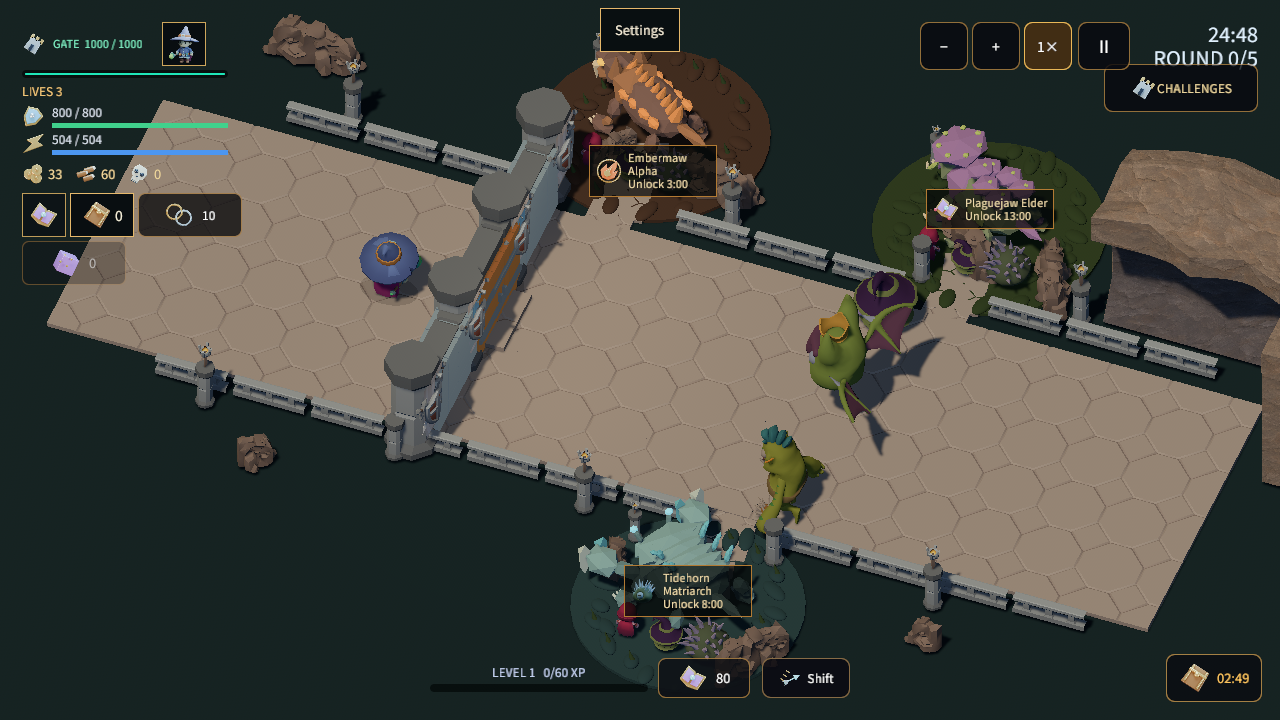 GATE 1000 / 1000
Settings
−
+
1×
24:48
ROUND 0/5
CHALLENGES
LIVES 3
800 / 800
504 / 504
33
60
0
0
10
0
Embermaw
Alpha
Unlock 3:00
Plaguejaw Elder
Unlock 13:00
Tidehorn
Matriarch
Unlock 8:00
LEVEL 1 0/60 XP
80
Shift
02:49